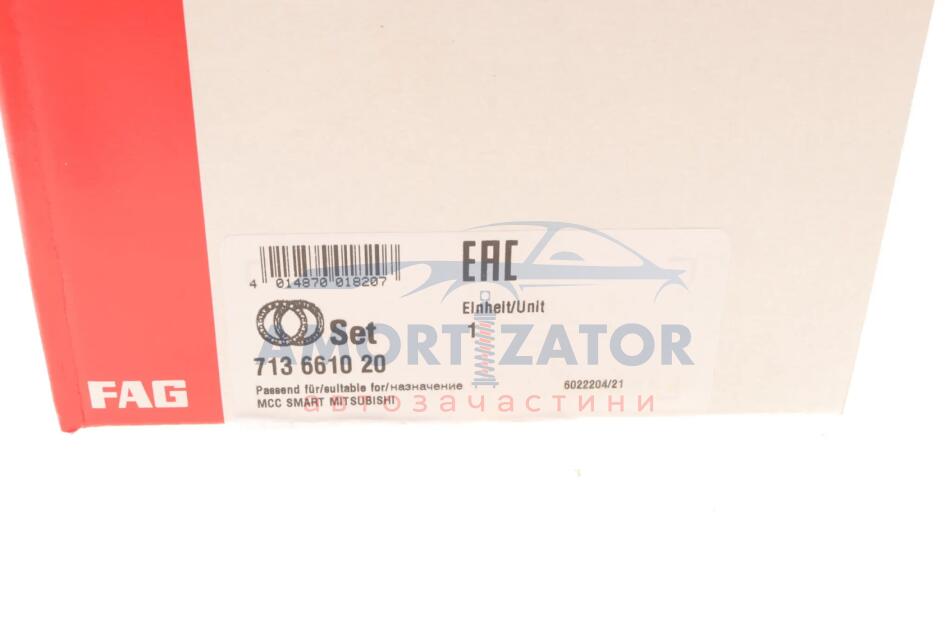 EAC
4 014870 018207
Einheit/Unit
1
Set
713 6610 20
Passend für/suitable for/назначение
MCC SMART MITSUBISHI
6022204/21
FAG
AMORTIZATOR
автозачастини